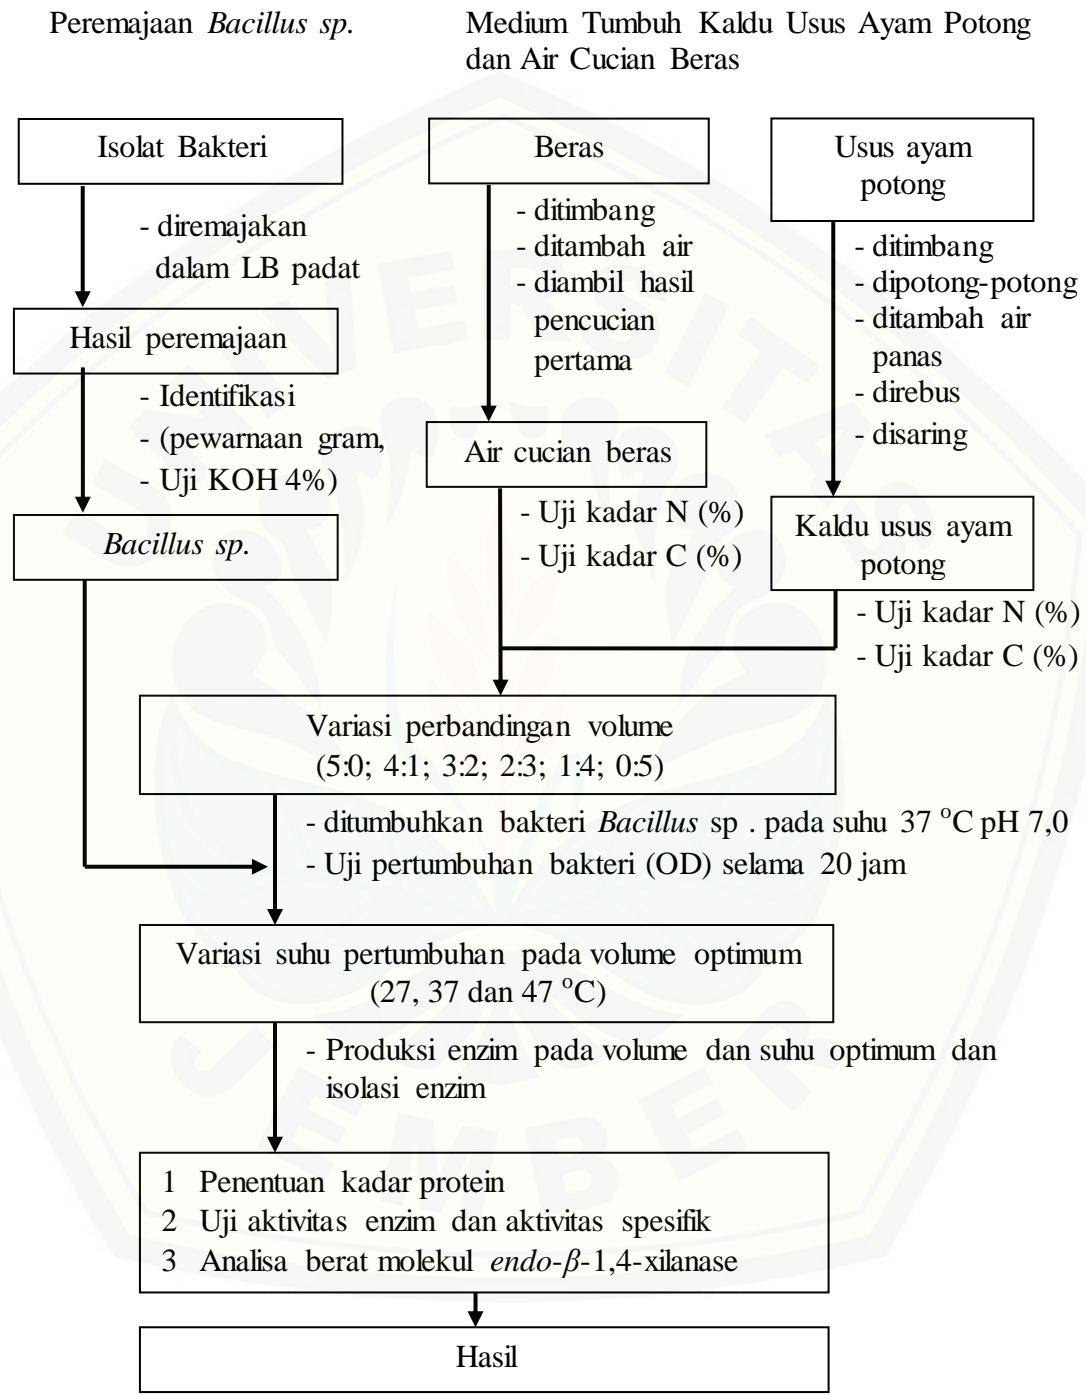 Peremajaan Bacillus sp.
Medium Tumbuh Kaldu Usus Ayam Potong
dan Air Cucian Beras
Isolat Bakteri
- diremajakan
dalam LB padat
Hasil peremajaan
- Identifikasi
- (pewarnaan gram,
- Uji KOH 4%)
Bacillus sp.
Beras
- ditimbang
- ditambah air
- diambil hasil
pencucian
pertama
Air cucian beras
- Uji kadar N (%)
- Uji kadar C (%)
Usus ayam
potong
- ditimbang
- dipotong-potong
- ditambah air
panas
- direbus
- disaring
Kaldu usus ayam
potong
- Uji kadar N (%)
- Uji kadar C (%)
Variasi perbandingan volume
(5:0; 4:1; 3:2; 2:3; 1:4; 0:5)
- ditumbuhkan bakteri Bacillus sp . pada suhu 37 °C pH 7,0
- Uji pertumbuhan bakteri (OD) selama 20 jam
Variasi suhu pertumbuhan pada volume optimum
(27, 37 dan 47 °C)
- Produksi enzim pada volume dan suhu optimum dan
isolasi enzim
1 Penentuan kadar protein
2 Uji aktivitas enzim dan aktivitas spesifik
3 Analisa berat molekul endo-β-1,4-xilanase
Hasil
UNIVERSITAS
JEMBER